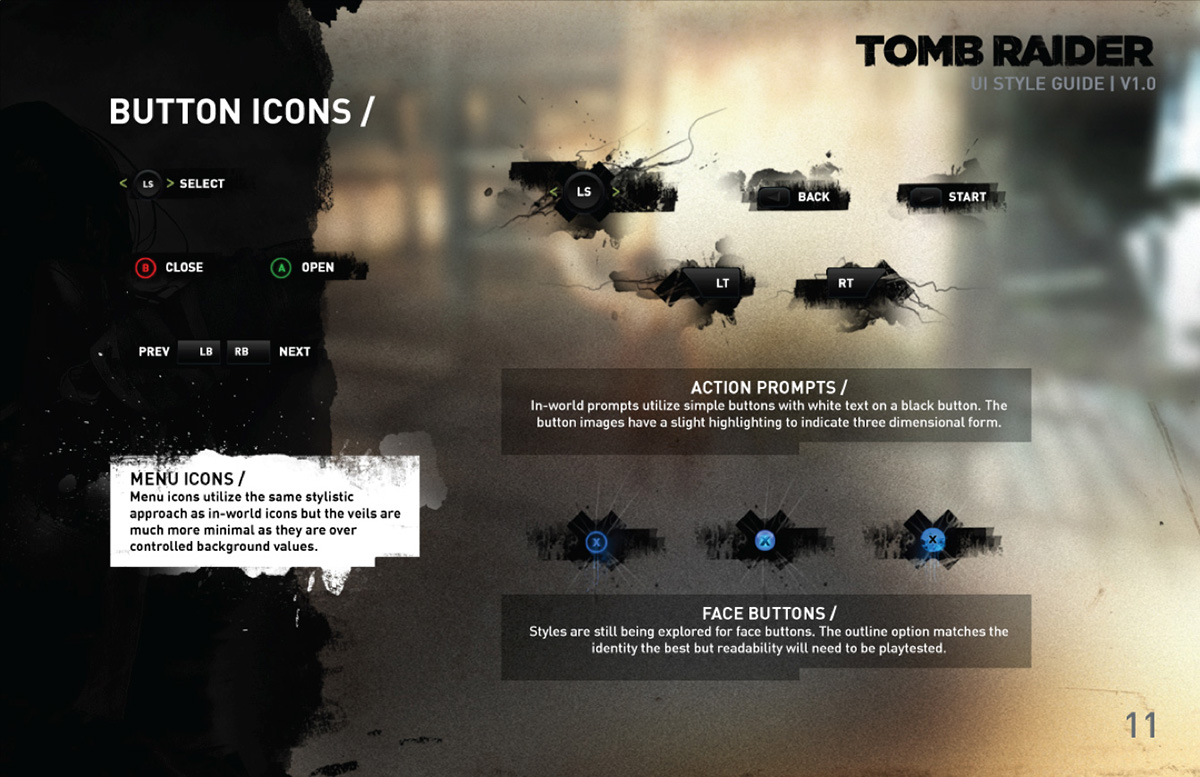 TOMB RAIDER
UI STYLE GUIDE | V1.0
BUTTON ICONS /
< LS > SELECT
B CLOSE
A OPEN
PREV LB RB NEXT
MENU ICONS /
Menu icons utilize the same stylistic
approach as in-world icons but the veils are
much more minimal as they are over
controlled background values.
< LS >
BACK
START
LT
RT
ACTION PROMPTS /
In-world prompts utilize simple buttons with white text on a black button. The
button images have a slight highlighting to indicate three dimensional form.
X
X
X
FACE BUTTONS /
Styles are still being explored for face buttons. The outline option matches the
identity the best but readability will need to be playtested.
11